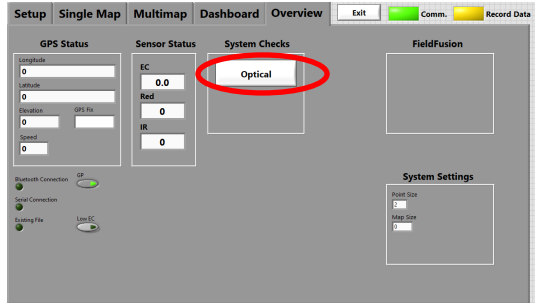 Setup Single Map Multimap Dashboard Overview Exit Comm. Record Data
GPS Status
Longitude
0
Latitude
0
Elevation GPS Fix
0
Speed
0
Sensor Status
EC
0.0
Red
0
IR
0
System Checks
Optical
FieldFusion
Bluetooth Connection GP
Serial Connection
Existing File Low EC
System Settings
Point Size
2
Map Size
0